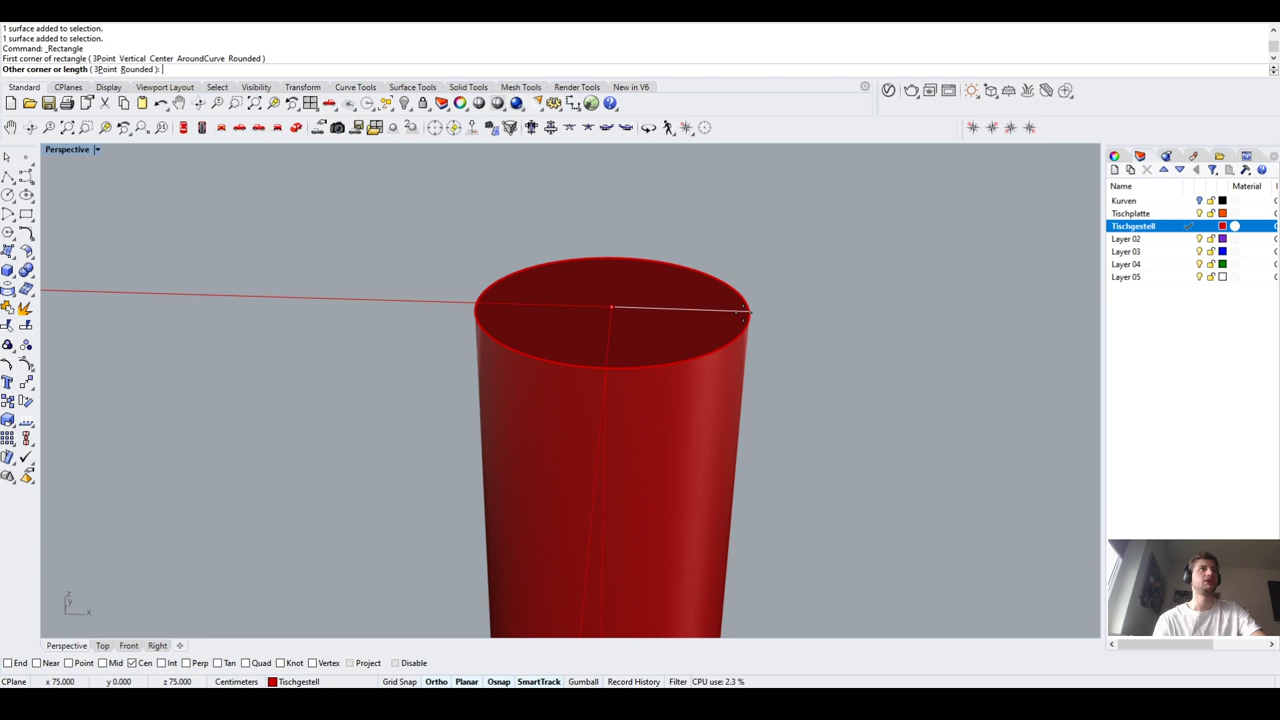 1 surface added to selection.
1 surface added to selection.
Command: _Rectangle
First corner of rectangle ( 3Point  Vertical  Center  AroundCurve  Rounded )
Other corner or length ( 3Point  Rounded ):
Standard CPlanes Display Viewport Layout Select Visibility Transform Curve Tools Surface Tools Solid Tools Mesh Tools Render Tools New in V6
Perspective
Name Material
Kurven
Tischplatte
Tischgestell
Layer 02
Layer 03
Layer 04
Layer 05
z
y
x
Perspective Top Front Right
End Near Point Mid Cen Int Perp Tan Quad Knot Vertex Project Disable
CPlane x 75.000 y 0.000 z 75.000 Centimeters Tischgestell Grid Snap Ortho Planar Osnap SmartTrack Gumball Record History Filter CPU use: 2.3 %